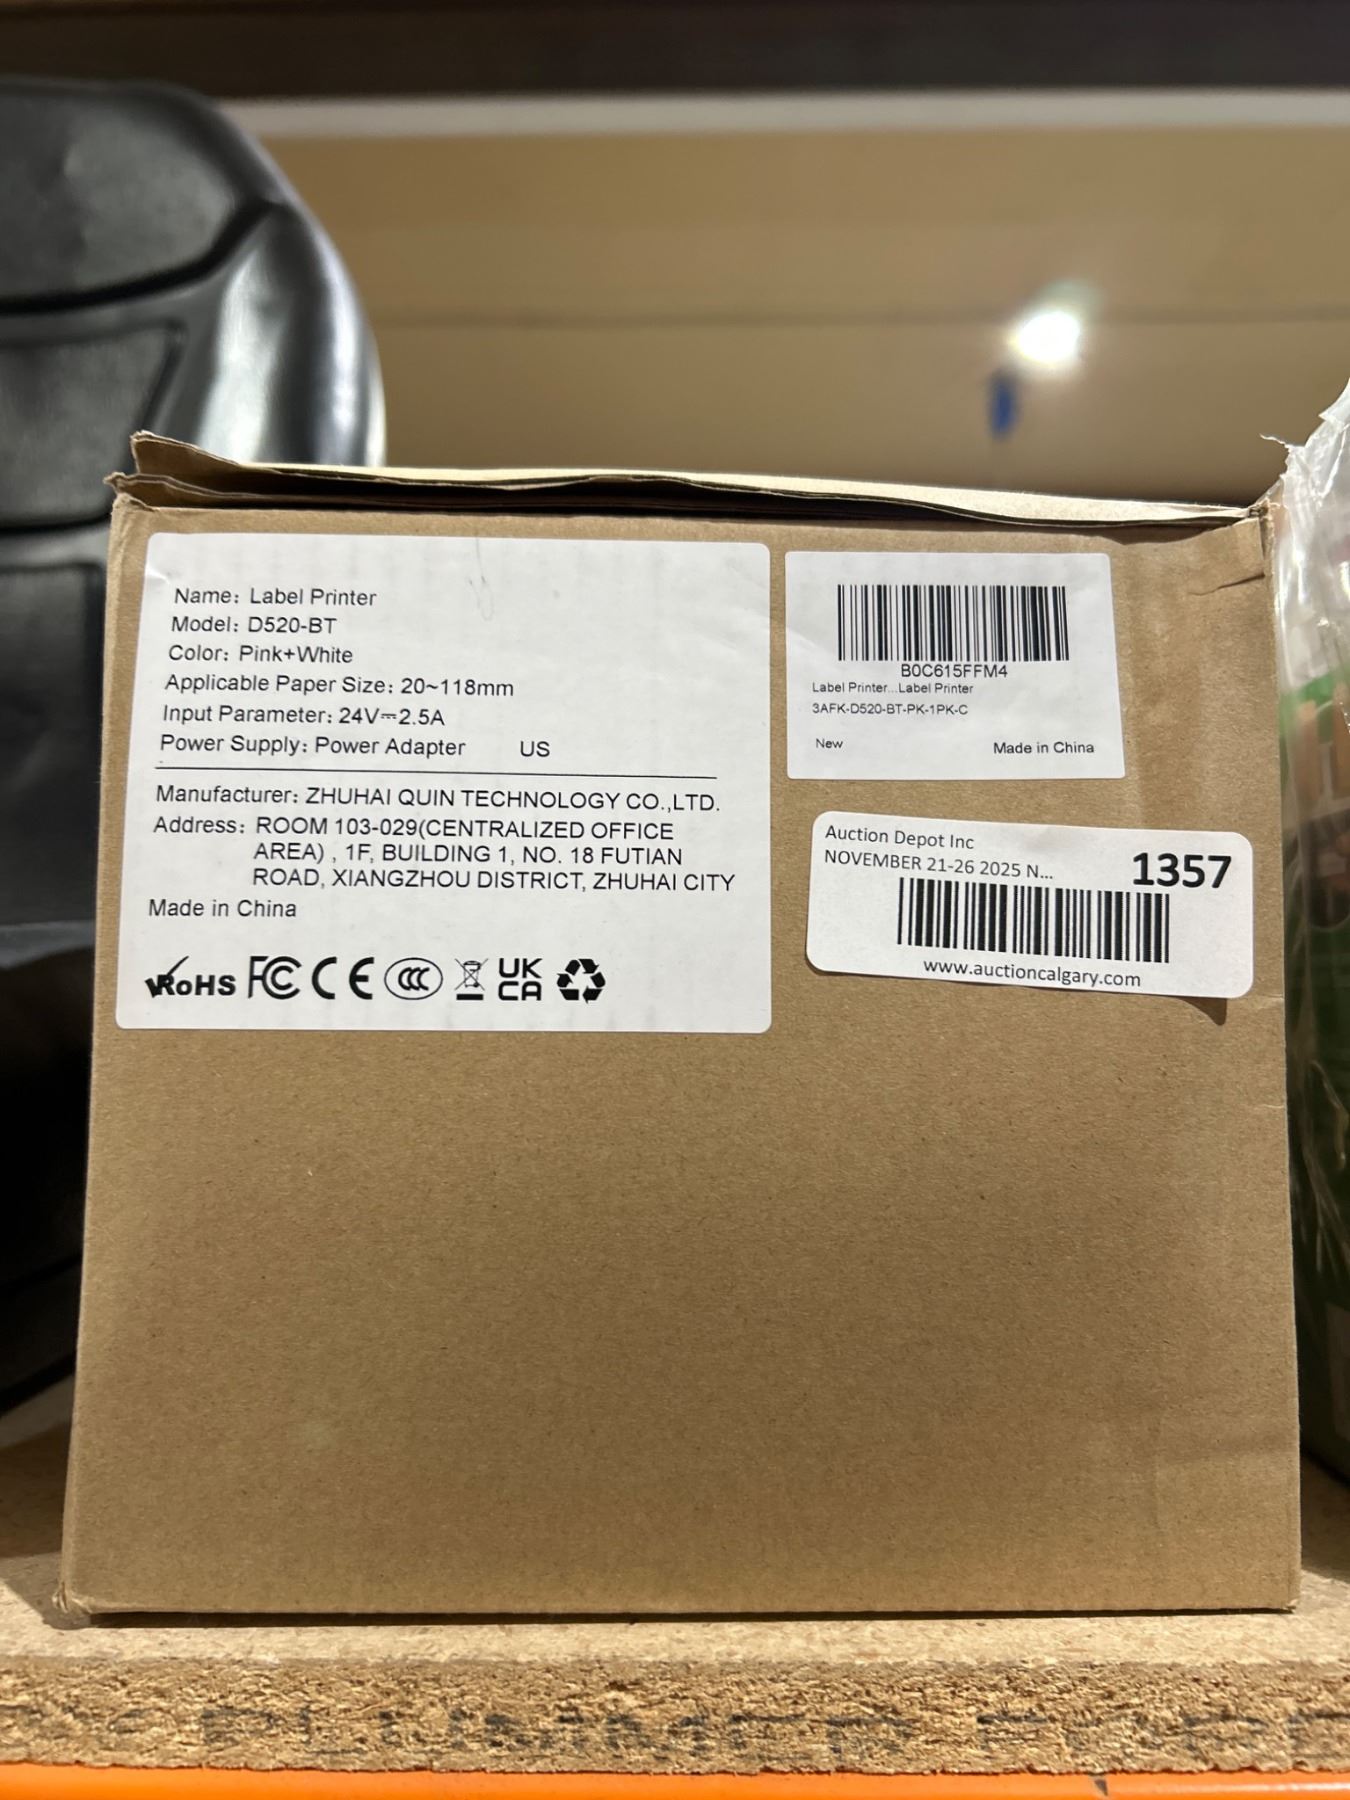 Name: Label Printer
Model: D520-BT
Color: Pink+White
Applicable Paper Size: 20~118mm
Input Parameter: 24V⎓2.5A
Power Supply: Power Adapter US
Manufacturer: ZHUHAI QUIN TECHNOLOGY CO.,LTD.
Address: ROOM 103-029(CENTRALIZED OFFICE
AREA) , 1F, BUILDING 1, NO. 18 FUTIAN
ROAD, XIANGZHOU DISTRICT, ZHUHAI CITY
Made in China
RoHS FC CE CCC UK CA
B0C615FFM4
Label Printer...Label Printer
3AFK-D520-BT-PK-1PK-C
New Made in China
Auction Depot Inc
NOVEMBER 21-26 2025 N...
1357
www.auctioncalgary.com